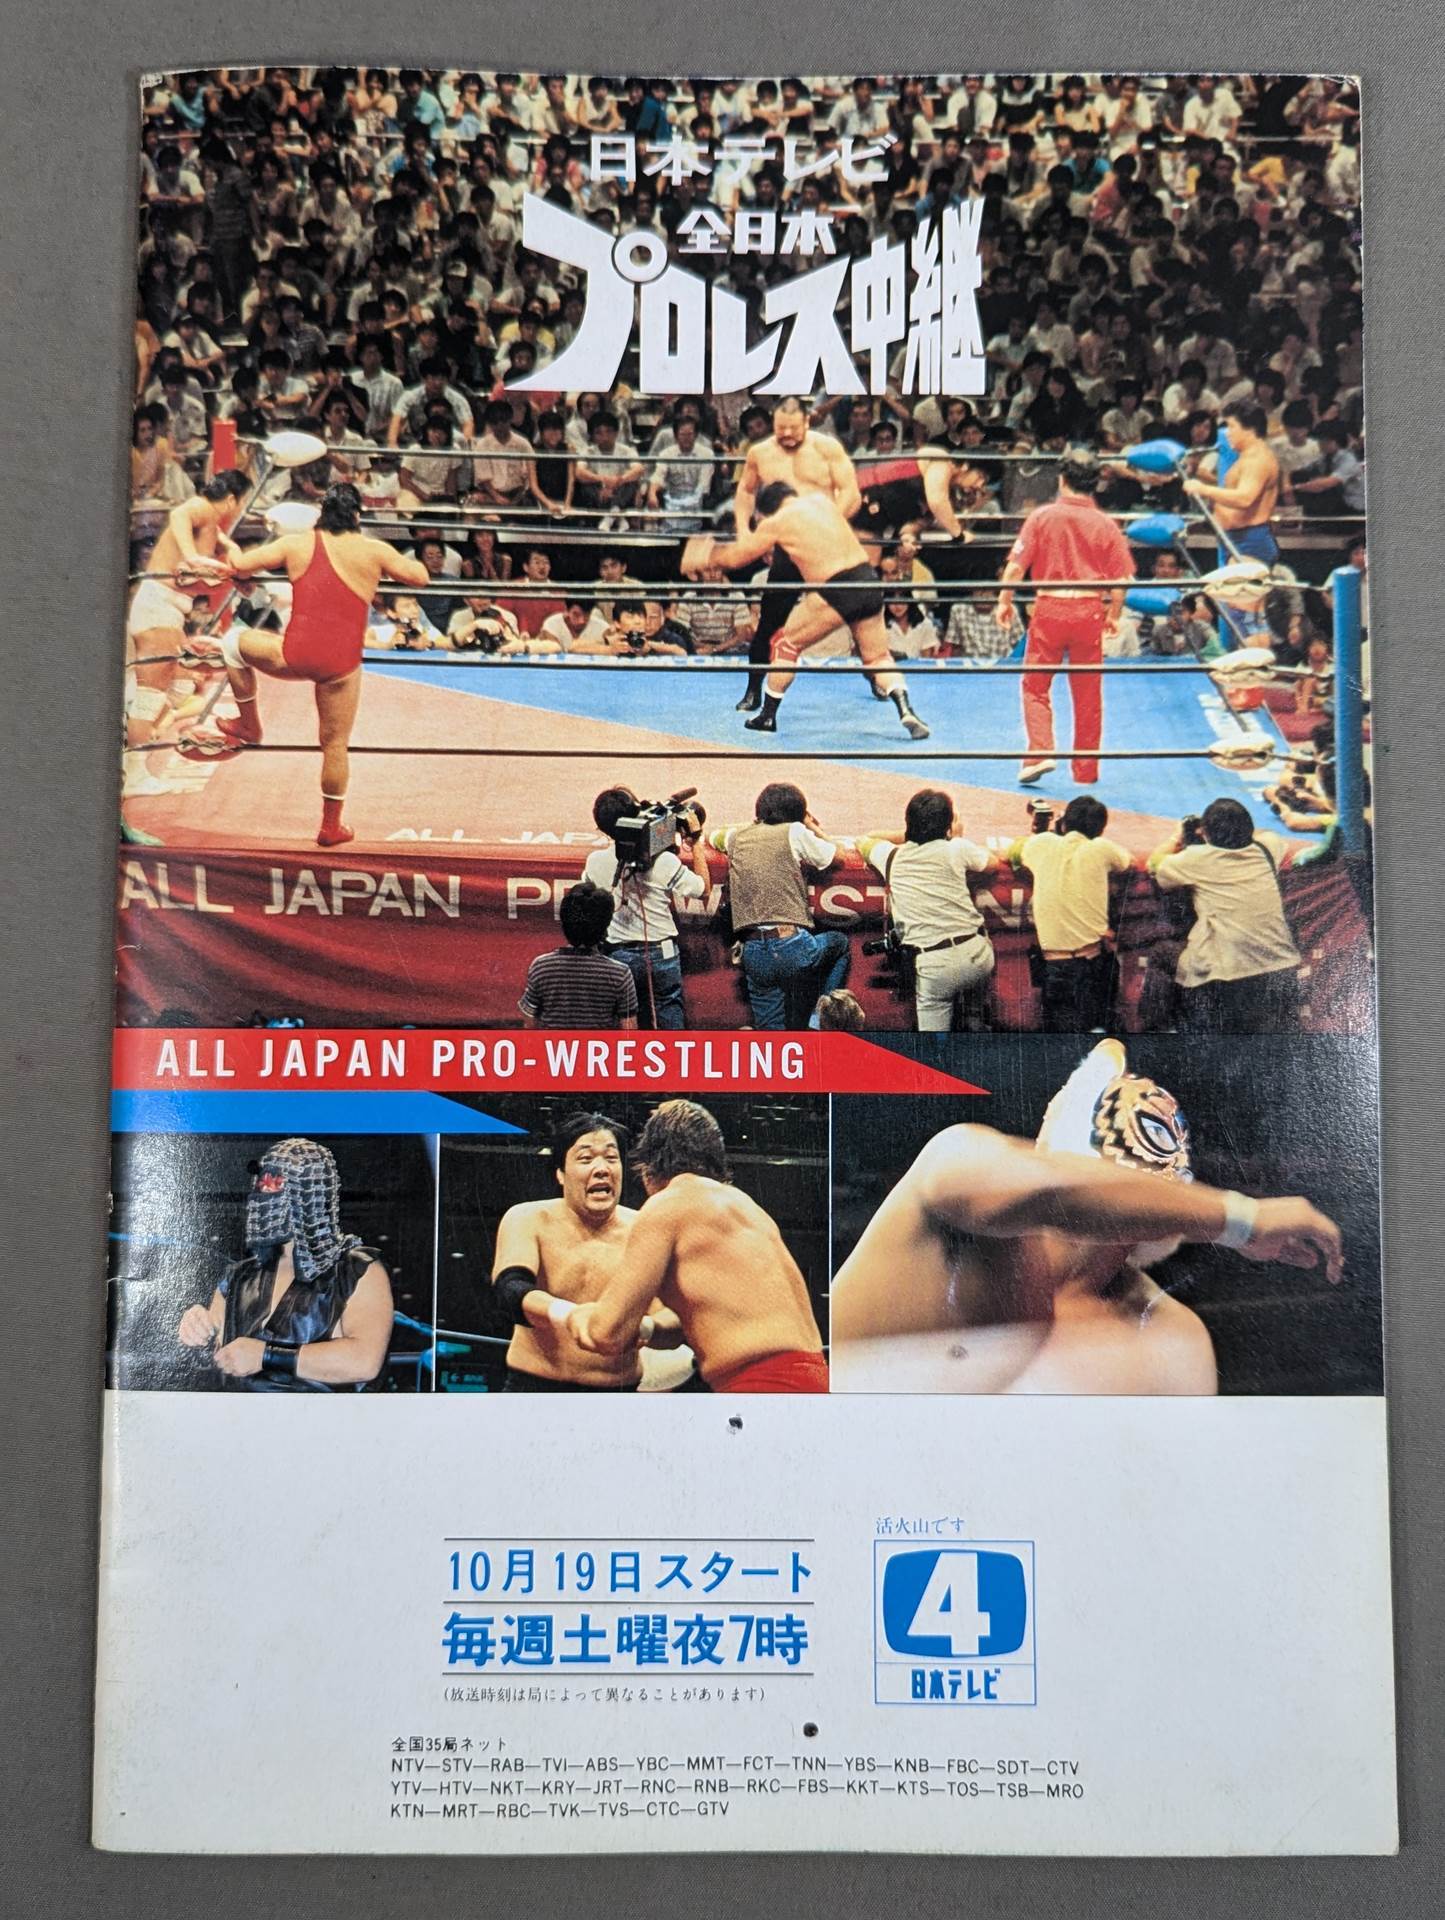 日本テレビ
全日本
プロレス中継
ALL JAPAN
ALL JAPAN PRO-WRESTLING
ALL JAPAN PRO-WRESTLING
10月19日スタート
毎週土曜夜7時
(放送時刻は局によって異なることがあります)
活火山です
4
日本テレビ
全国35局ネット
NTV—STV—RAB—TVI—ABS—YBC—MMT—FCT—TNN—YBS—KNB—FBC—SDT—CTV
YTV—HTV—NKT—KRY—JRT—RNC—RNB—RKC—FBS—KKT—KTS—TOS—TSB—MRO
KTN—MRT—RBC—TVK—TVS—CTC—GTV